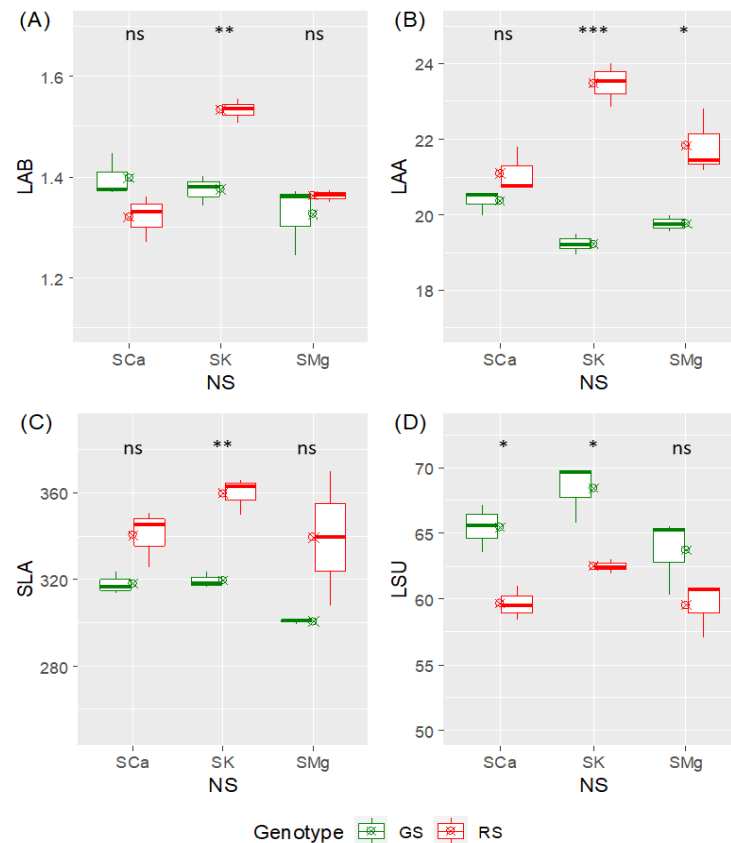 (A)
ns ** ns
1.6
1.4
1.2
LAB
SCa SK SMg
NS
(B)
ns *** *
24
22
20
18
LAA
SCa SK SMg
NS
(C)
ns ** ns
360
320
280
SLA
SCa SK SMg
NS
(D)
* * ns
70
65
60
55
50
LSU
SCa SK SMg
NS
Genotype GS RS